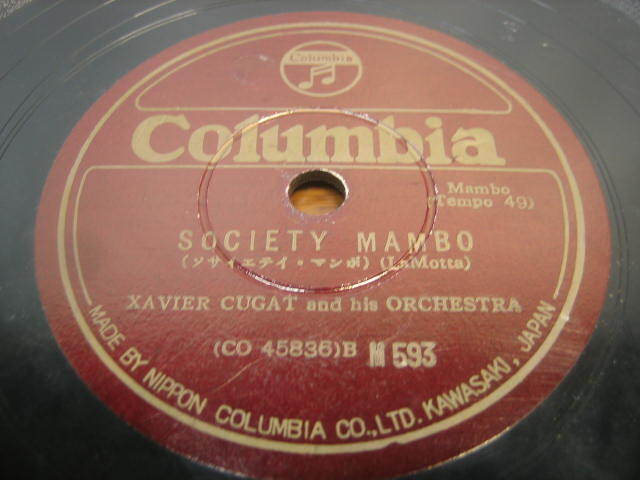 Columbia
Columbia
Mambo
(Tempo 49)
SOCIETY MAMBO
(ソサイエテイ・マンボ) (LaMotta)
XAVIER CUGAT and his ORCHESTRA
(CO 45836)B M 593
MADE BY NIPPON COLUMBIA CO.,LTD. KAWASAKI, JAPAN